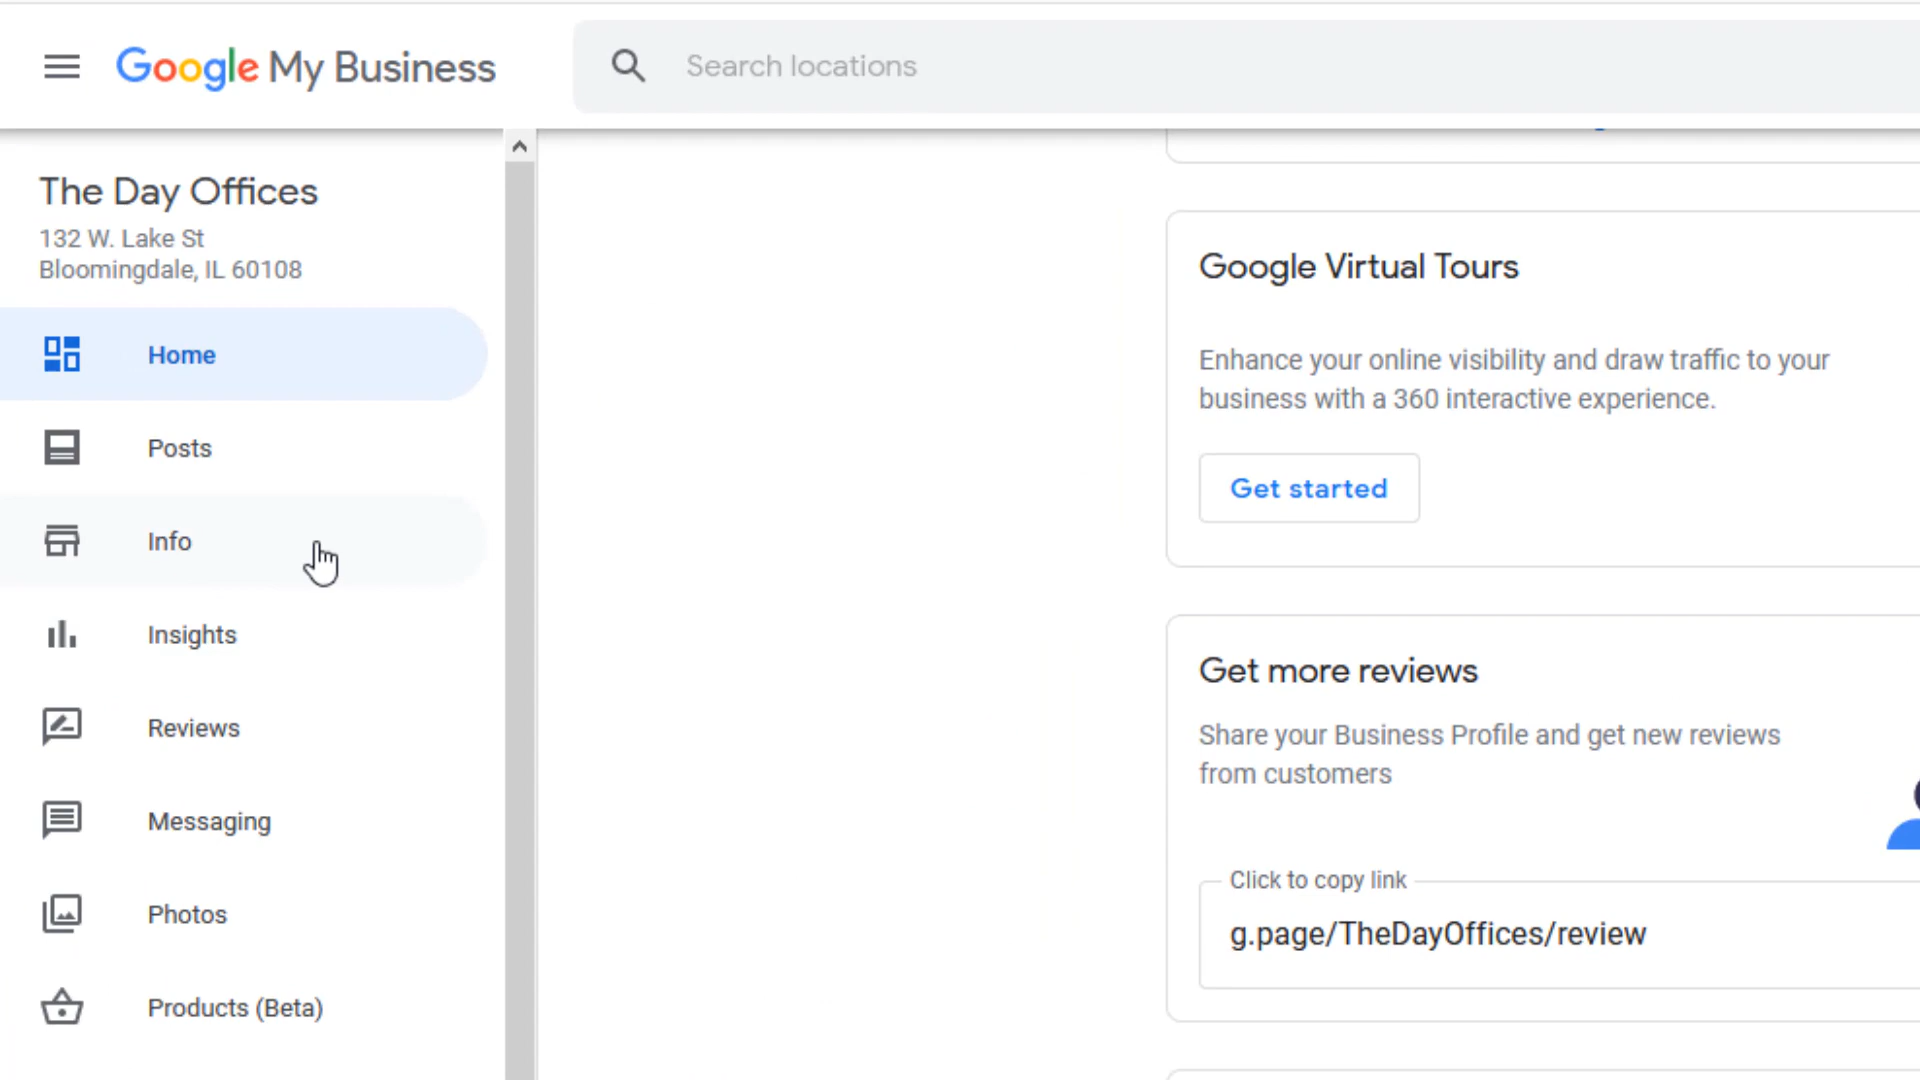 Google My Business
Search locations
The Day Offices
132 W. Lake St
Bloomingdale, IL 60108
Home
Posts
Info
Insights
Reviews
Messaging
Photos
Products (Beta)
Google Virtual Tours
Enhance your online visibility and draw traffic to your
business with a 360 interactive experience.
Get started
Get more reviews
Share your Business Profile and get new reviews
from customers
Click to copy link
g.page/TheDayOffices/review